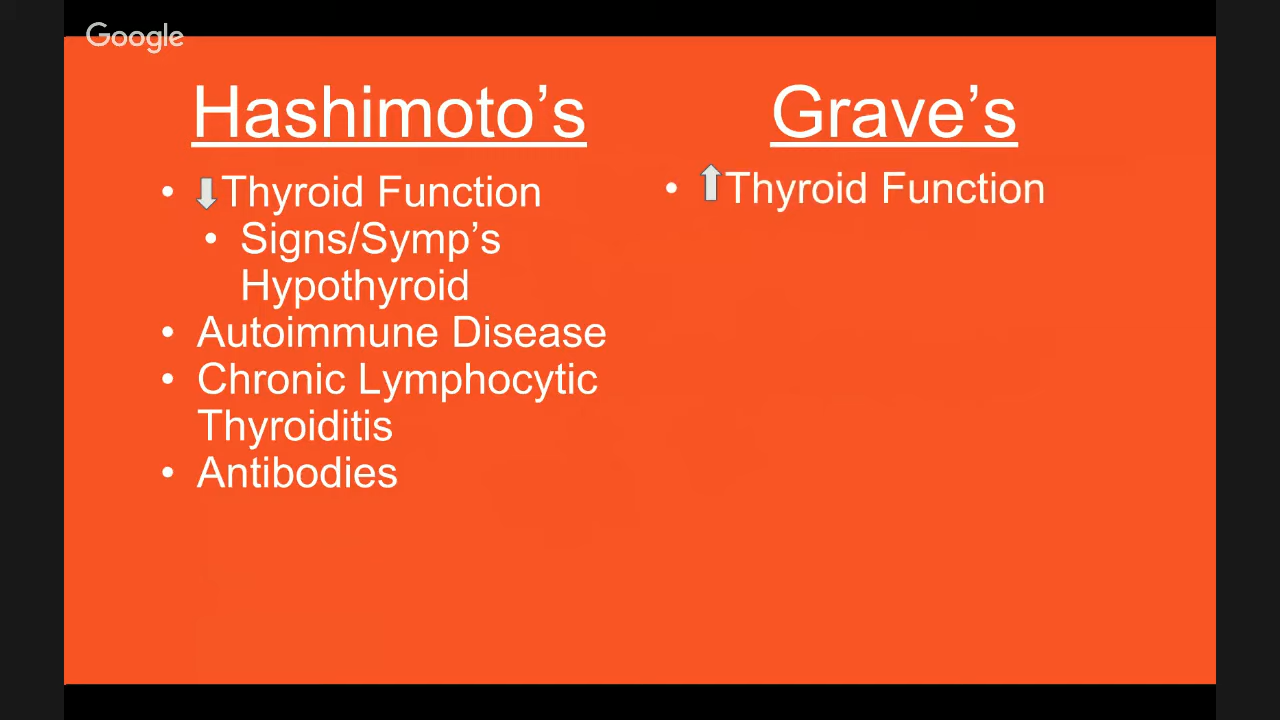 Google
Hashimoto's
• ⬇Thyroid Function
• Signs/Symp's
Hypothyroid
• Autoimmune Disease
• Chronic Lymphocytic
Thyroiditis
• Antibodies
Grave's
• ⬆Thyroid Function